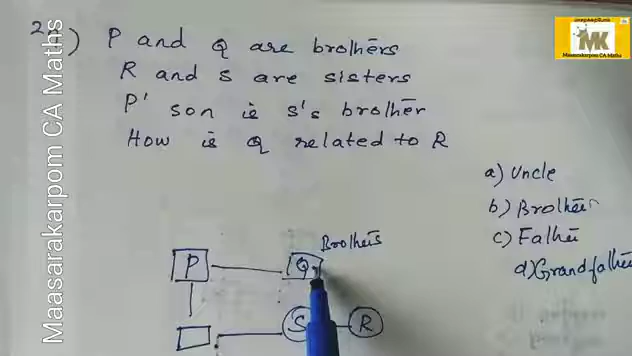 2) P and Q are brothers
R and S are sisters
P' son is S's brother
How is Q related to R
a) Uncle
b) Brother
c) Father
d) Grandfather
Brothers
P
Q
S
R
Maasarakarpom CA Maths
MK
Maasarakarpom CA Maths